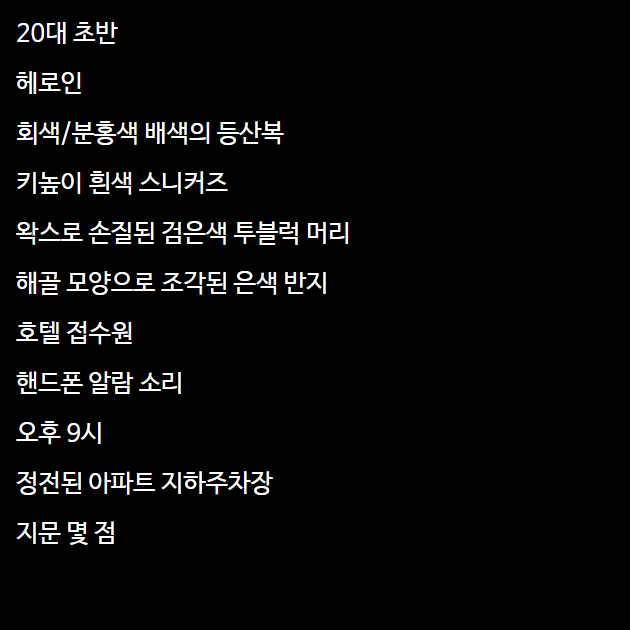 20대 초반
헤로인
회색/분홍색 배색의 등산복
키높이 흰색 스니커즈
왁스로 손질된 검은색 투블럭 머리
해골 모양으로 조각된 은색 반지
호텔 접수원
핸드폰 알람 소리
오후 9시
정전된 아파트 지하주차장
지문 몇 점